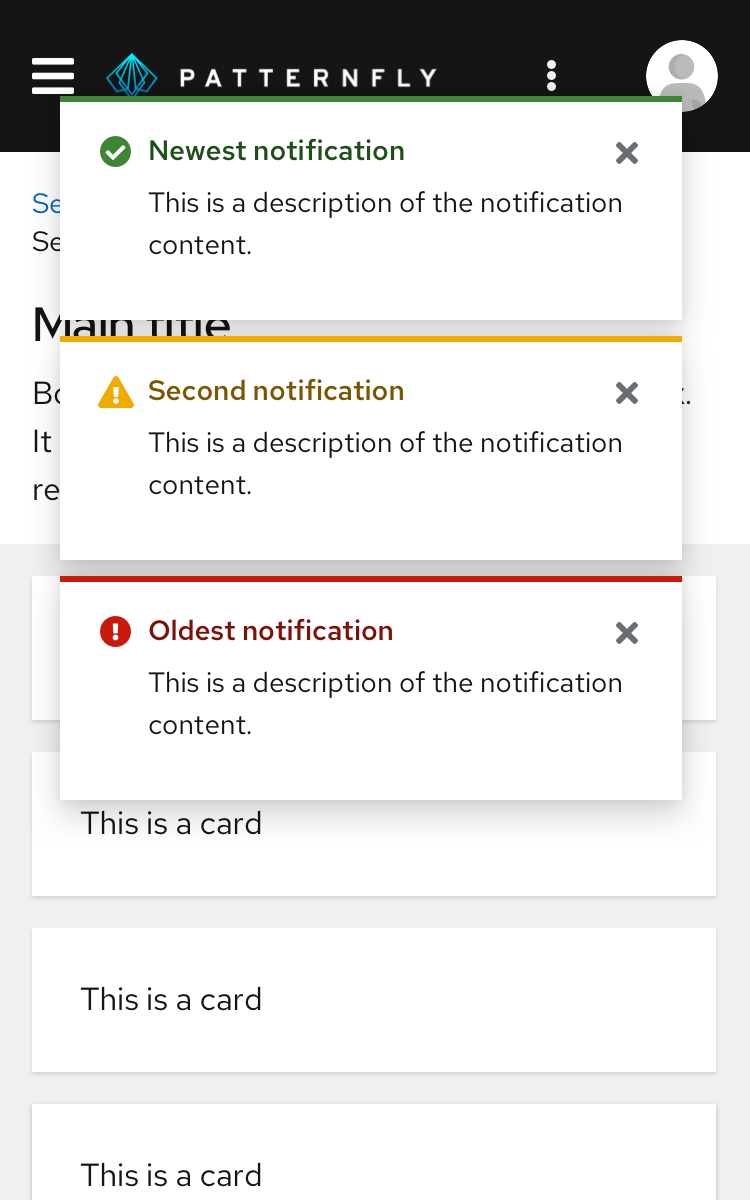 PATTERNFLY
Newest notification
This is a description of the notification
content.
Se
Se
Main title
Second notification
This is a description of the notification
content.
It
re
Oldest notification
This is a description of the notification
content.
This is a card
This is a card
This is a card